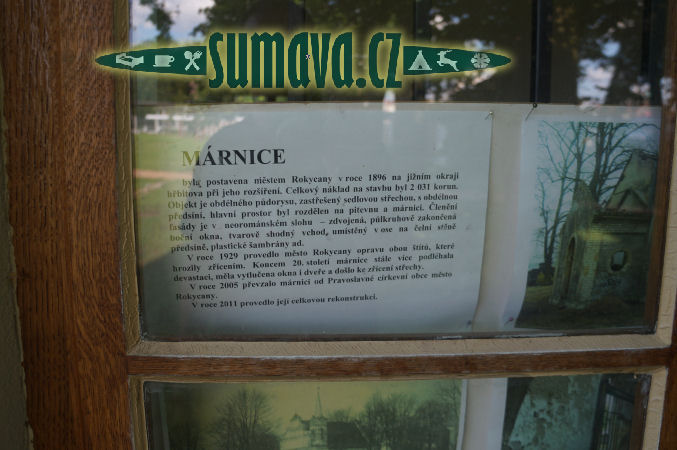 sumava.cz
MÁRNICE
byla postavena městem Rokycany v roce 1896 na jižním okraji
hřbitova při jeho rozšíření. Celkový náklad na stavbu byl 2 031 korun.
Objekt je obdélného půdorysu, zastřešený sedlovou střechou, s obdélnou
předsíní, hlavní prostor byl rozdělen na pitevnu a márnici. Členění
fasády je v neorománském slohu – zdvojená, půlkruhově zakončená
boční okna, tvarově shodný vchod, umístěný v ose na čelní stěně
předsíně, plastické šambrány ad.
V roce 1929 provedlo město Rokycany opravu obou štítů, které
hrozily zřícením. Koncem 20. století márnice stále více podléhala
devastaci, měla vytlučena okna i dveře a došlo ke zřícení střechy.
V roce 2005 převzalo márnici od Pravoslavné církevní obce město
Rokycany.
V roce 2011 provedlo její celkovou rekonstrukci.